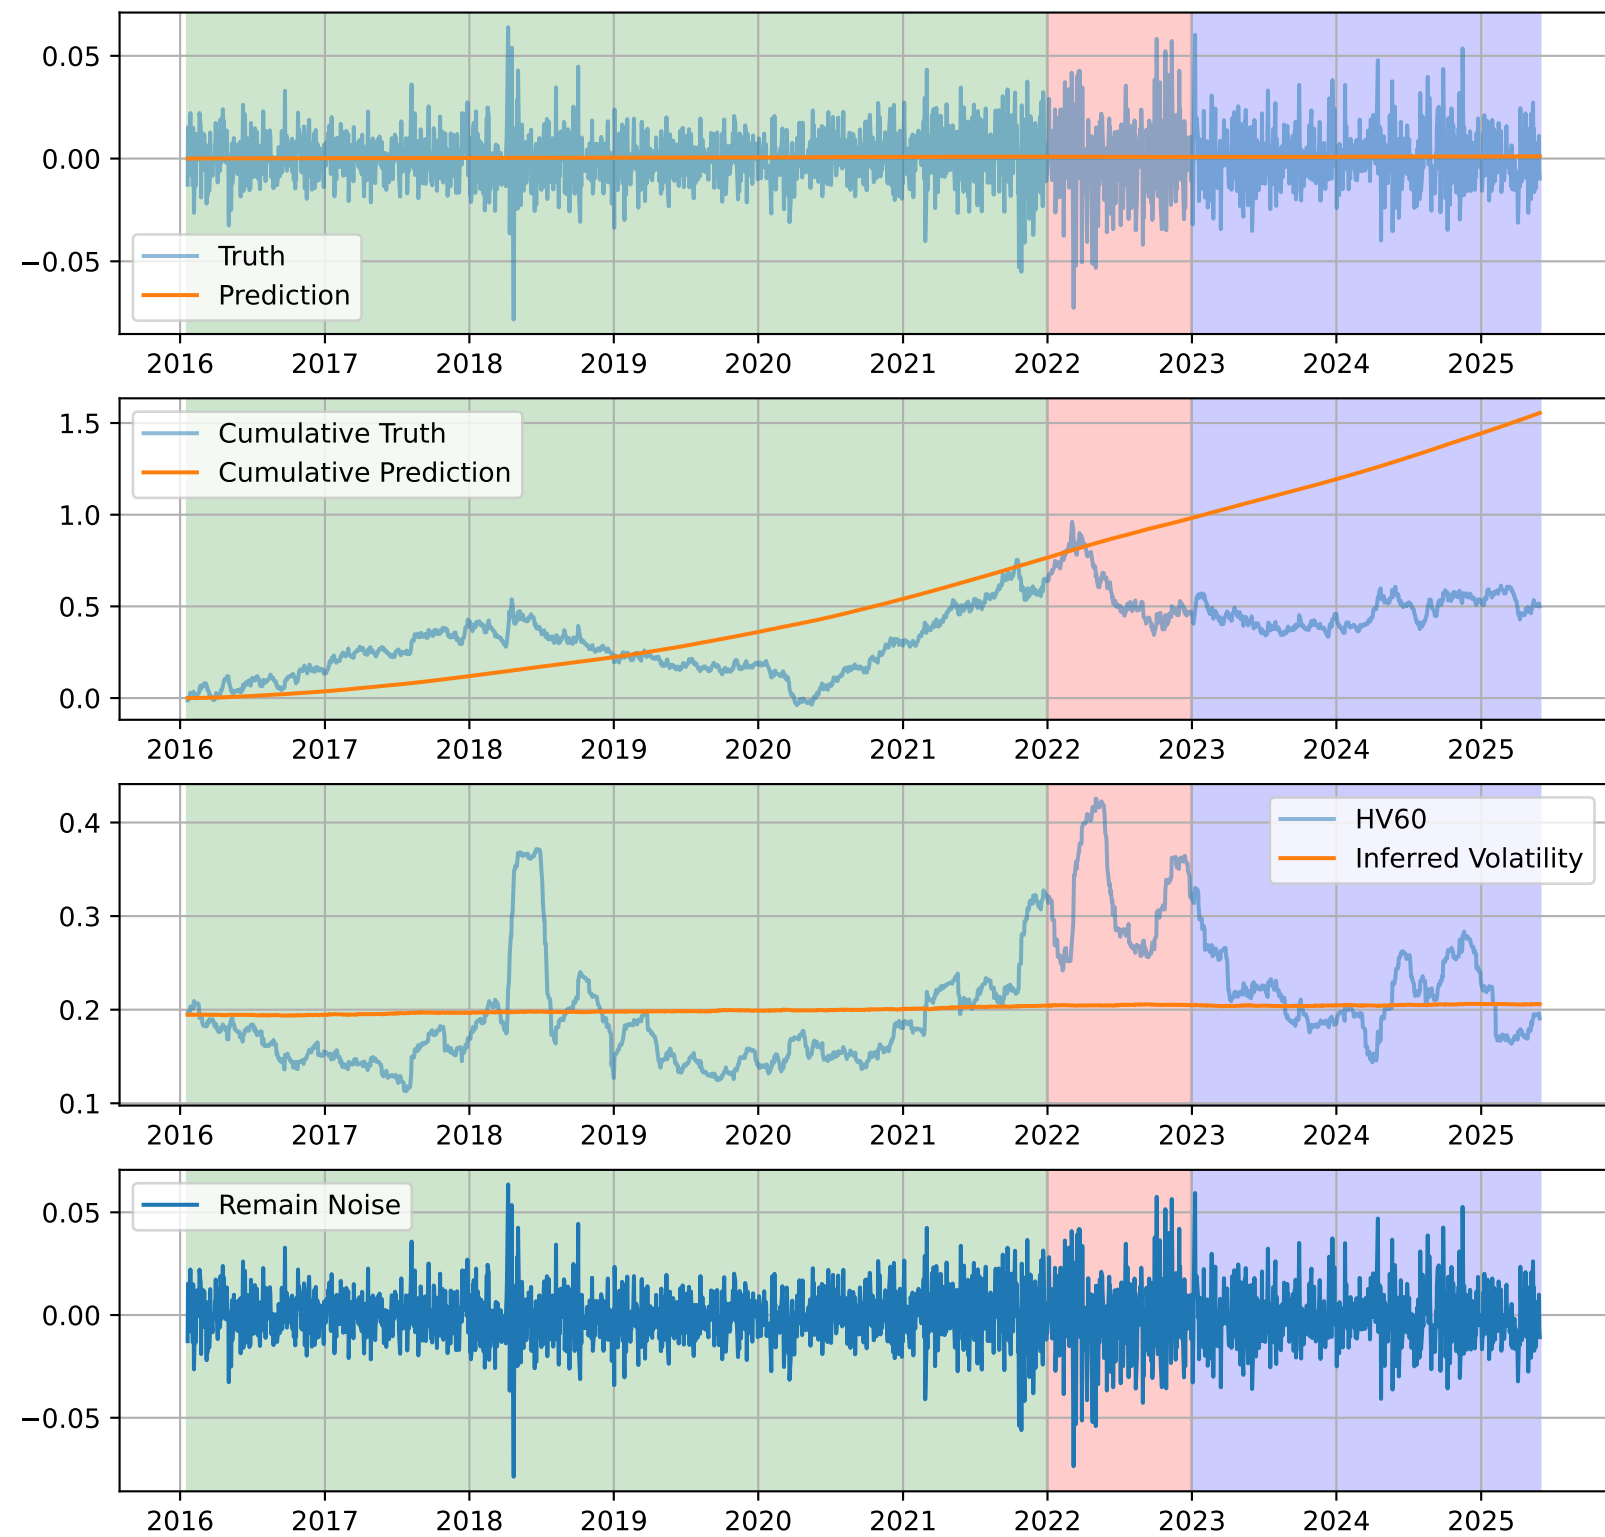 0.05
0.00
−0.05
Truth
Prediction
2016 2017 2018 2019 2020 2021 2022 2023 2024 2025
1.5
1.0
0.5
0.0
Cumulative Truth
Cumulative Prediction
2016 2017 2018 2019 2020 2021 2022 2023 2024 2025
0.4
0.3
0.2
0.1
HV60
Inferred Volatility
2016 2017 2018 2019 2020 2021 2022 2023 2024 2025
0.05
0.00
−0.05
Remain Noise
2016 2017 2018 2019 2020 2021 2022 2023 2024 2025